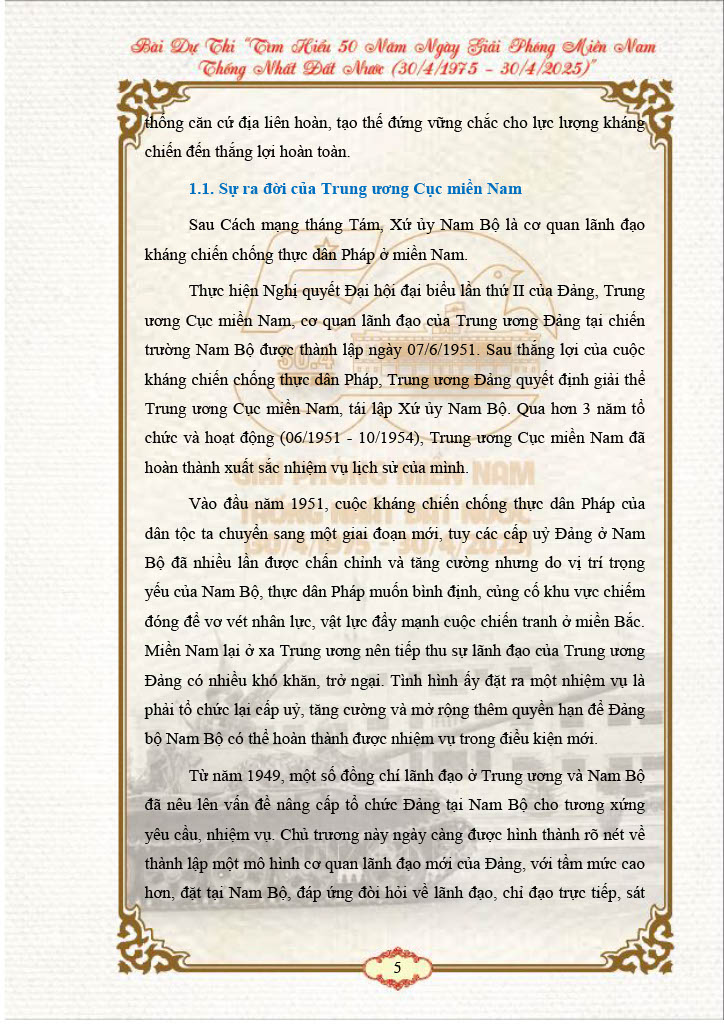 Bài Dự Thi "Tìm Hiểu 50 Năm Ngày Giải Phóng Miền Nam
Thống Nhất Đất Nước (30/4/1975 - 30/4/2025)"
thống căn cứ địa liên hoàn, tạo thế đứng vững chắc cho lực lượng kháng
chiến đến thắng lợi hoàn toàn.
1.1. Sự ra đời của Trung ương Cục miền Nam
Sau Cách mạng tháng Tám, Xứ ủy Nam Bộ là cơ quan lãnh đạo
kháng chiến chống thực dân Pháp ở miền Nam.
Thực hiện Nghị quyết Đại hội đại biểu lần thứ II của Đảng, Trung
ương Cục miền Nam, cơ quan lãnh đạo của Trung ương Đảng tại chiến
trường Nam Bộ được thành lập ngày 07/6/1951. Sau thắng lợi của cuộc
kháng chiến chống thực dân Pháp, Trung ương Đảng quyết định giải thể
Trung ương Cục miền Nam, tái lập Xứ ủy Nam Bộ. Qua hơn 3 năm tổ
chức và hoạt động (06/1951 - 10/1954), Trung ương Cục miền Nam đã
hoàn thành xuất sắc nhiệm vụ lịch sử của mình.
Vào đầu năm 1951, cuộc kháng chiến chống thực dân Pháp của
dân tộc ta chuyển sang một giai đoạn mới, tuy các cấp uỷ Đảng ở Nam
Bộ đã nhiều lần được chấn chỉnh và tăng cường nhưng do vị trí trọng
yếu của Nam Bộ, thực dân Pháp muốn bình định, củng cố khu vực chiếm
đóng để vơ vét nhân lực, vật lực đẩy mạnh cuộc chiến tranh ở miền Bắc.
Miền Nam lại ở xa Trung ương nên tiếp thu sự lãnh đạo của Trung ương
Đảng có nhiều khó khăn, trở ngại. Tình hình ấy đặt ra một nhiệm vụ là
phải tổ chức lại cấp uỷ, tăng cường và mở rộng thêm quyền hạn để Đảng
bộ Nam Bộ có thể hoàn thành được nhiệm vụ trong điều kiện mới.
Từ năm 1949, một số đồng chí lãnh đạo ở Trung ương và Nam Bộ
đã nêu lên vấn đề nâng cấp tổ chức Đảng tại Nam Bộ cho tương xứng
yêu cầu, nhiệm vụ. Chủ trương này ngày càng được hình thành rõ nét về
thành lập một mô hình cơ quan lãnh đạo mới của Đảng, với tầm mức cao
hơn, đặt tại Nam Bộ, đáp ứng đòi hỏi về lãnh đạo, chỉ đạo trực tiếp, sát
50
30.4
GIẢI PHÓNG MIỀN NAM
THỐNG NHẤT ĐẤT NƯỚC
(30/4/1975 - 30/4/2025)
5